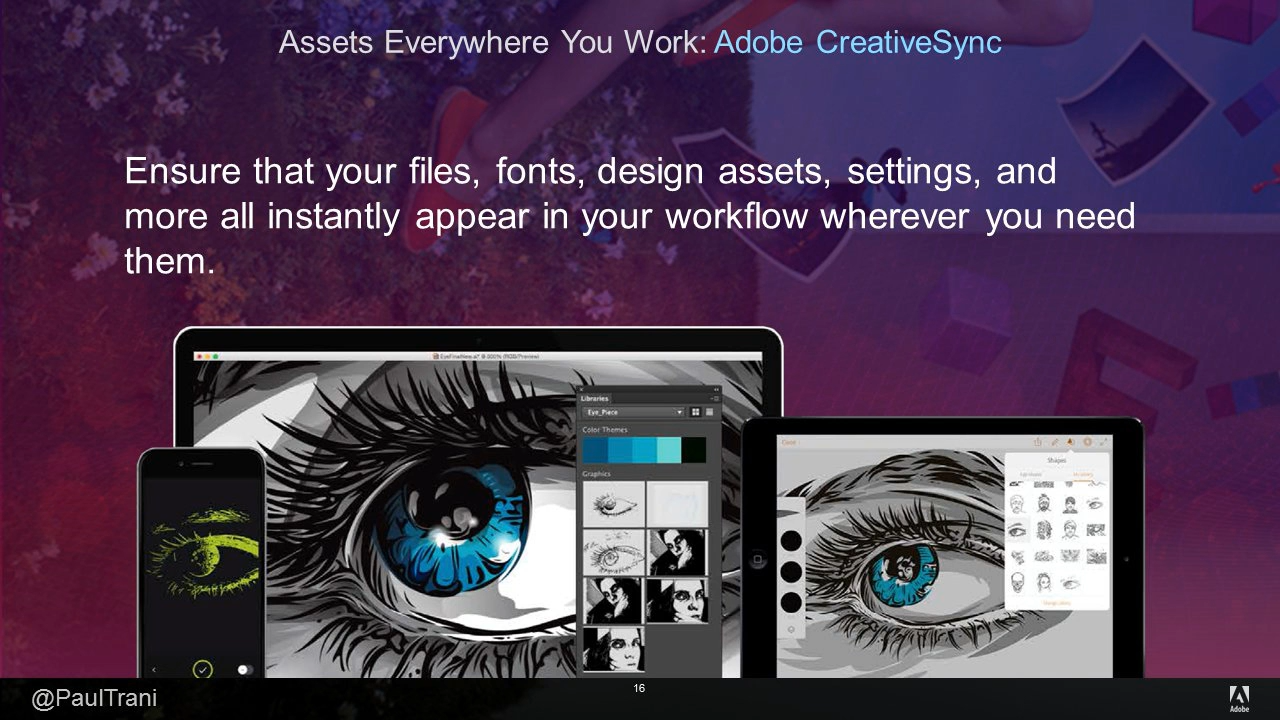 Assets Everywhere You Work: Adobe CreativeSync
Ensure that your files, fonts, design assets, settings, and
more all instantly appear in your workflow wherever you need
them.
Libraries
Eye_Piece
Color Themes
Graphics
Shapes
@PaulTrani
16
Adobe